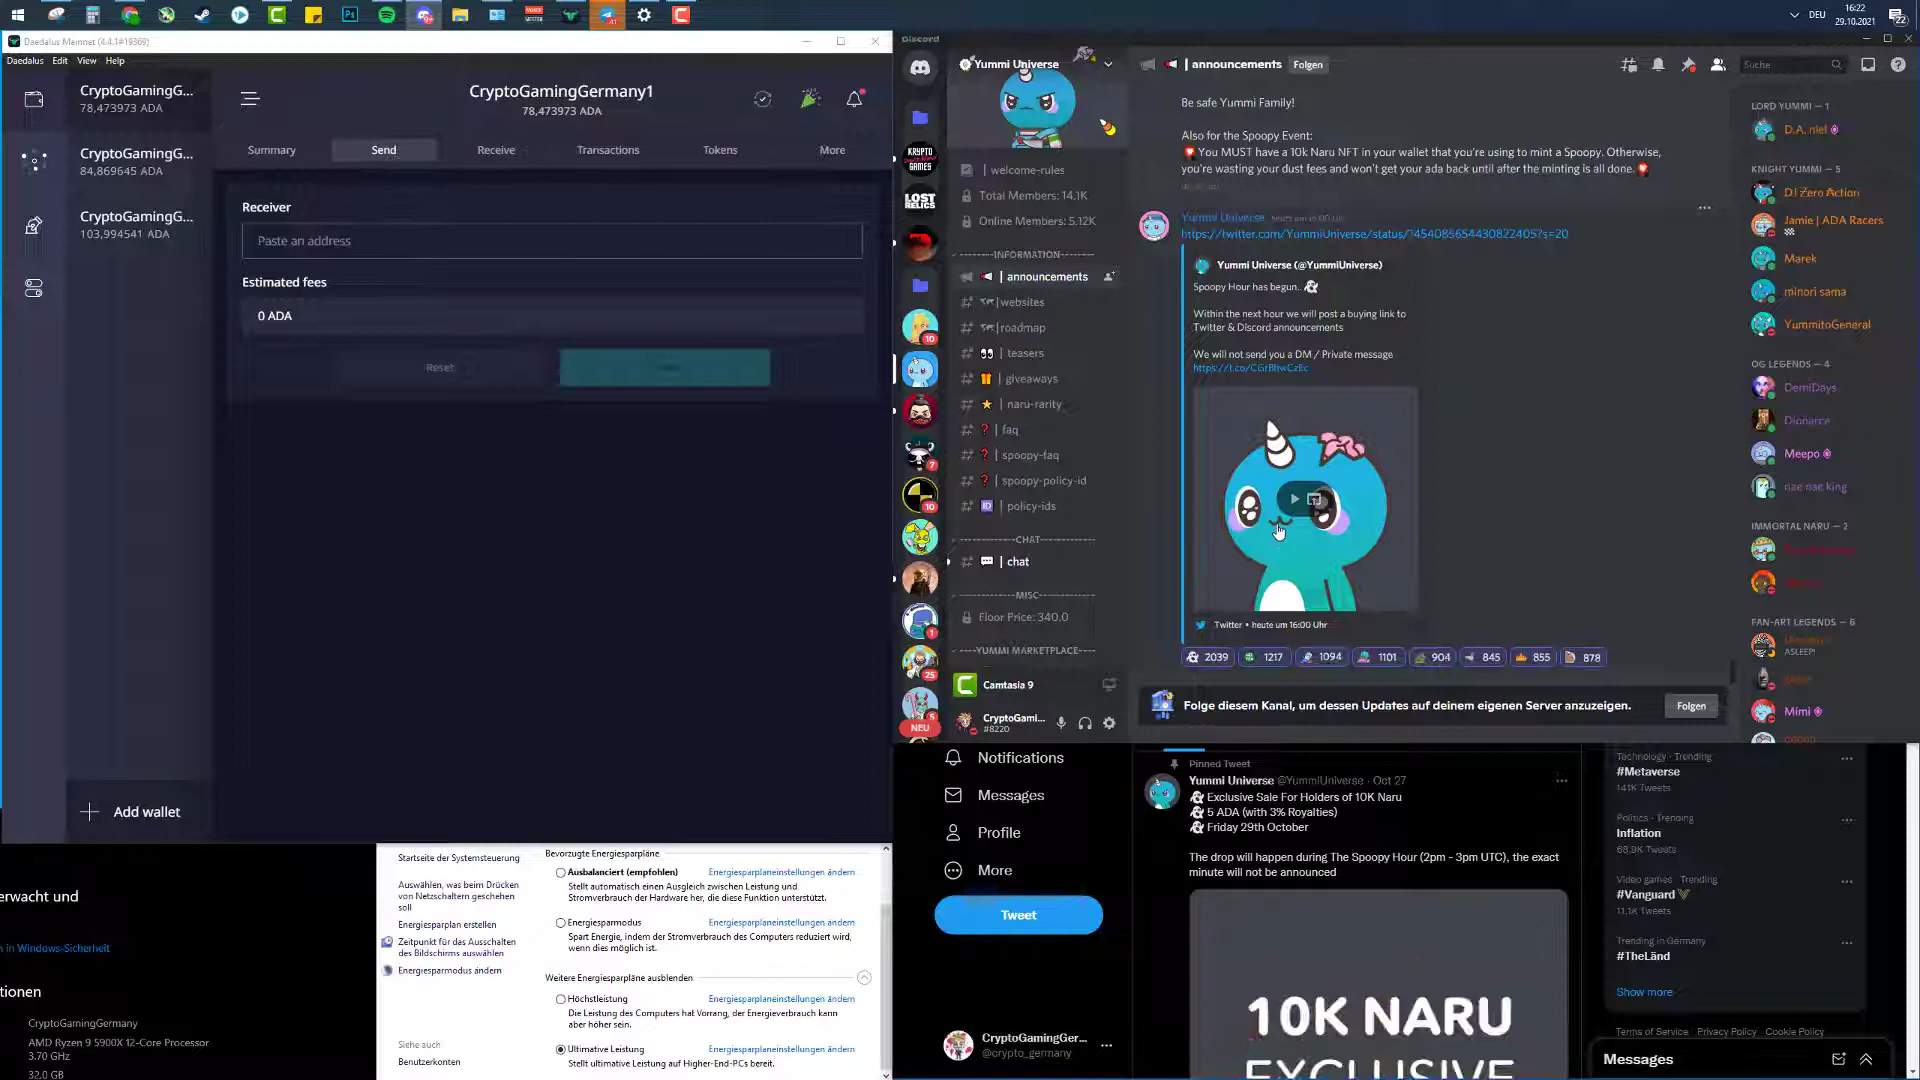 DEU
16:22
29.10.2021
22
Daedalus Mainnet (4.4.1#19369)
Daedalus Edit View Help
CryptoGamingG...
78,473973 ADA
CryptoGamingG...
84,869645 ADA
CryptoGamingG...
103,994541 ADA
Add wallet
CryptoGamingGermany1
78,473973 ADA
Summary
Send
Receive
Transactions
Tokens
More
Receiver
Paste an address
Estimated fees
0 ADA
Reset
Discord
KRYPTO
GAMES
LOST
RELICS
10
7
10
1
25
5
NEU
Yummi Universe
welcome-rules
Total Members: 14.1K
Online Members: 5.12K
INFORMATION
announcements
websites
roadmap
teasers
giveaways
naru-rarity
faq
spoopy-faq
spoopy-policy-id
policy-ids
CHAT
chat
MISC
Floor Price: 340.0
YUMMI MARKETPLACE
Camtasia 9
CryptoGami...
#8220
announcements
Folgen
Suche
Be safe Yummi Family!
Also for the Spoopy Event:
You MUST have a 10k Naru NFT in your wallet that you're using to mint a Spoopy. Otherwise,
you're wasting your dust fees and won't get your ada back until after the minting is all done.
Yummi Universe
https://twitter.com/YummiUniverse/status/1454085654430822405?s=20
Yummi Universe (@YummiUniverse)
Spoopy Hour has begun..
Within the next hour we will post a buying link to
Twitter & Discord announcements
We will not send you a DM / Private message
https://t.co/CGrBhwCzEc
Twitter • heute um 16:00 Uhr
2039
1217
1094
1101
904
845
855
878
Folge diesem Kanal, um dessen Updates auf deinem eigenen Server anzuzeigen.
Folgen
LORD YUMMI – 1
D.A. niel
KNIGHT YUMMI – 5
DJ Zero Action
Jamie | ADA Racers
Marek
minori sama
YummitoGeneral
OG LEGENDS – 4
DemiDays
Dionarce
Meepo
nae nae king
IMMORTAL NARU – 2
FAN-ART LEGENDS – 6
ASLEEP!
Mimi
Notifications
Messages
Profile
More
Tweet
CryptoGamingGer...
@crypto_germany
Pinned Tweet
Yummi Universe @YummiUniverse · Oct 27
Exclusive Sale For Holders of 10K Naru
5 ADA (with 3% Royalties)
Friday 29th October
The drop will happen during The Spoopy Hour (2pm - 3pm UTC), the exact
minute will not be announced
10K NARU
EXCLUSIVE
Technology · Trending
#Metaverse
141K Tweets
Politics · Trending
Inflation
68.9K Tweets
Video games · Trending
#Vanguard
11.1K Tweets
Trending in Germany
#TheLänd
Show more
Terms of Service Privacy Policy Cookie Policy
Messages
erwacht und
n in Windows-Sicherheit
tionen
CryptoGamingGermany
AMD Ryzen 9 5900X 12-Core Processor
3.70 GHz
32.0 GB
Startseite der Systemsteuerung
Auswählen, was beim Drücken
von Netzschaltern geschehen
soll
Energiesparplan erstellen
Zeitpunkt für das Ausschalten
des Bildschirms auswählen
Energiesparmodus ändern
Siehe auch
Benutzerkonten
Bevorzugte Energiesparpläne
Ausbalanciert (empfohlen)
Energiesparplaneinstellungen ändern
Stellt automatisch einen Ausgleich zwischen Leistung und
Stromverbrauch der Hardware her, die diese Funktion unterstützt.
Energiesparmodus
Energiesparplaneinstellungen ändern
Spart Energie, indem der Stromverbrauch des Computers reduziert wird,
wenn dies möglich ist.
Weitere Energiesparpläne ausblenden
Höchstleistung
Energiesparplaneinstellungen ändern
Die Leistung des Computers hat Vorrang, der Energieverbrauch kann
aber höher sein.
Ultimative Leistung
Energiesparplaneinstellungen ändern
Stellt ultimative Leistung auf Higher-End-PCs bereit.